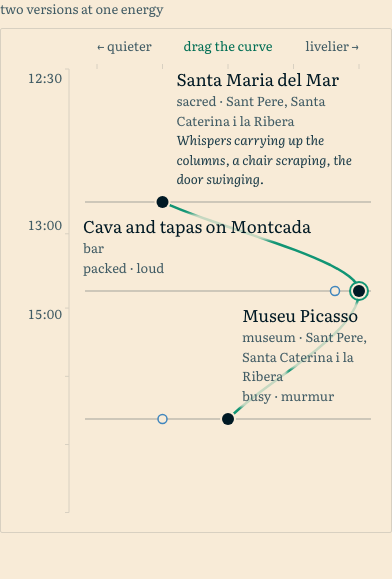 two versions at one energy
← quieter
drag the curve
livelier →
12:30
Santa Maria del Mar
sacred · Sant Pere, Santa
Caterina i la Ribera
Whispers carrying up the
columns, a chair scraping, the
door swinging.
13:00
Cava and tapas on Montcada
bar
packed · loud
15:00
Museu Picasso
museum · Sant Pere,
Santa Caterina i la
Ribera
busy · murmur